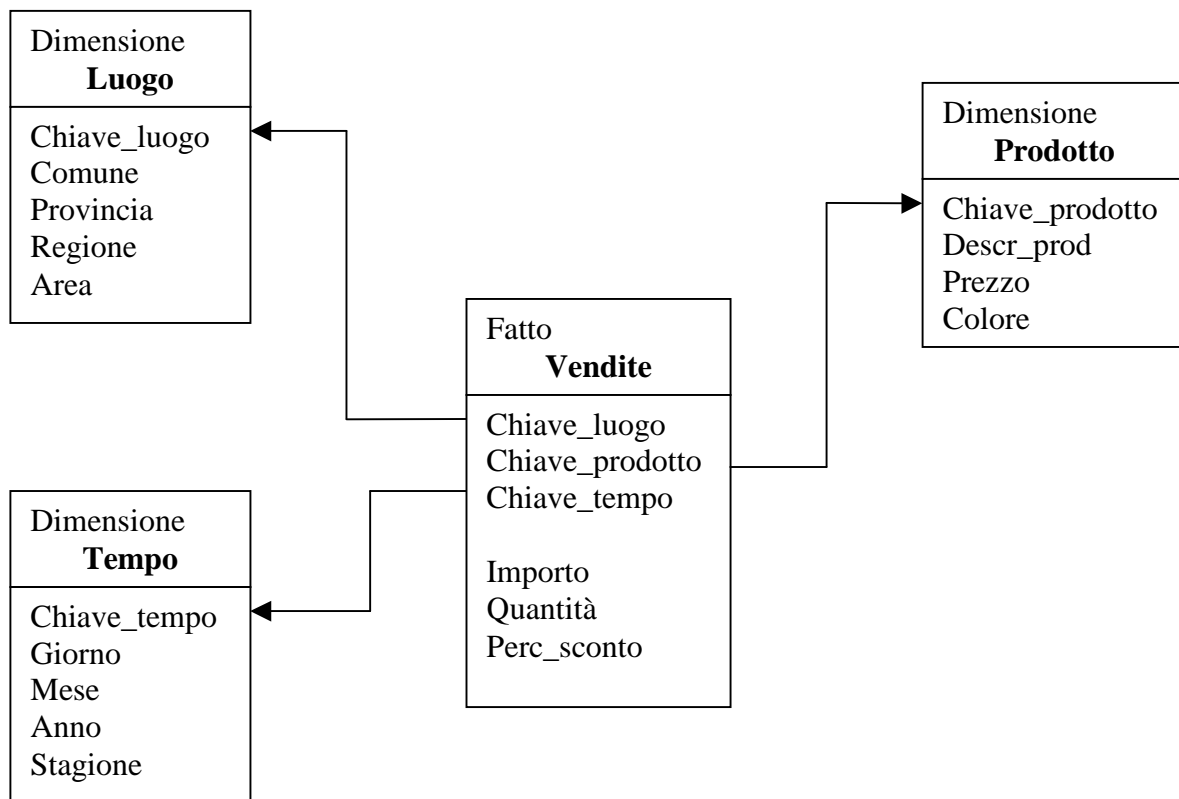 Dimensione
Luogo
Chiave_luogo
Comune
Provincia
Regione
Area
Dimensione
Prodotto
Chiave_prodotto
Descr_prod
Prezzo
Colore
Fatto
Vendite
Chiave_luogo
Chiave_prodotto
Chiave_tempo
Importo
Quantità
Perc_sconto
Dimensione
Tempo
Chiave_tempo
Giorno
Mese
Anno
Stagione